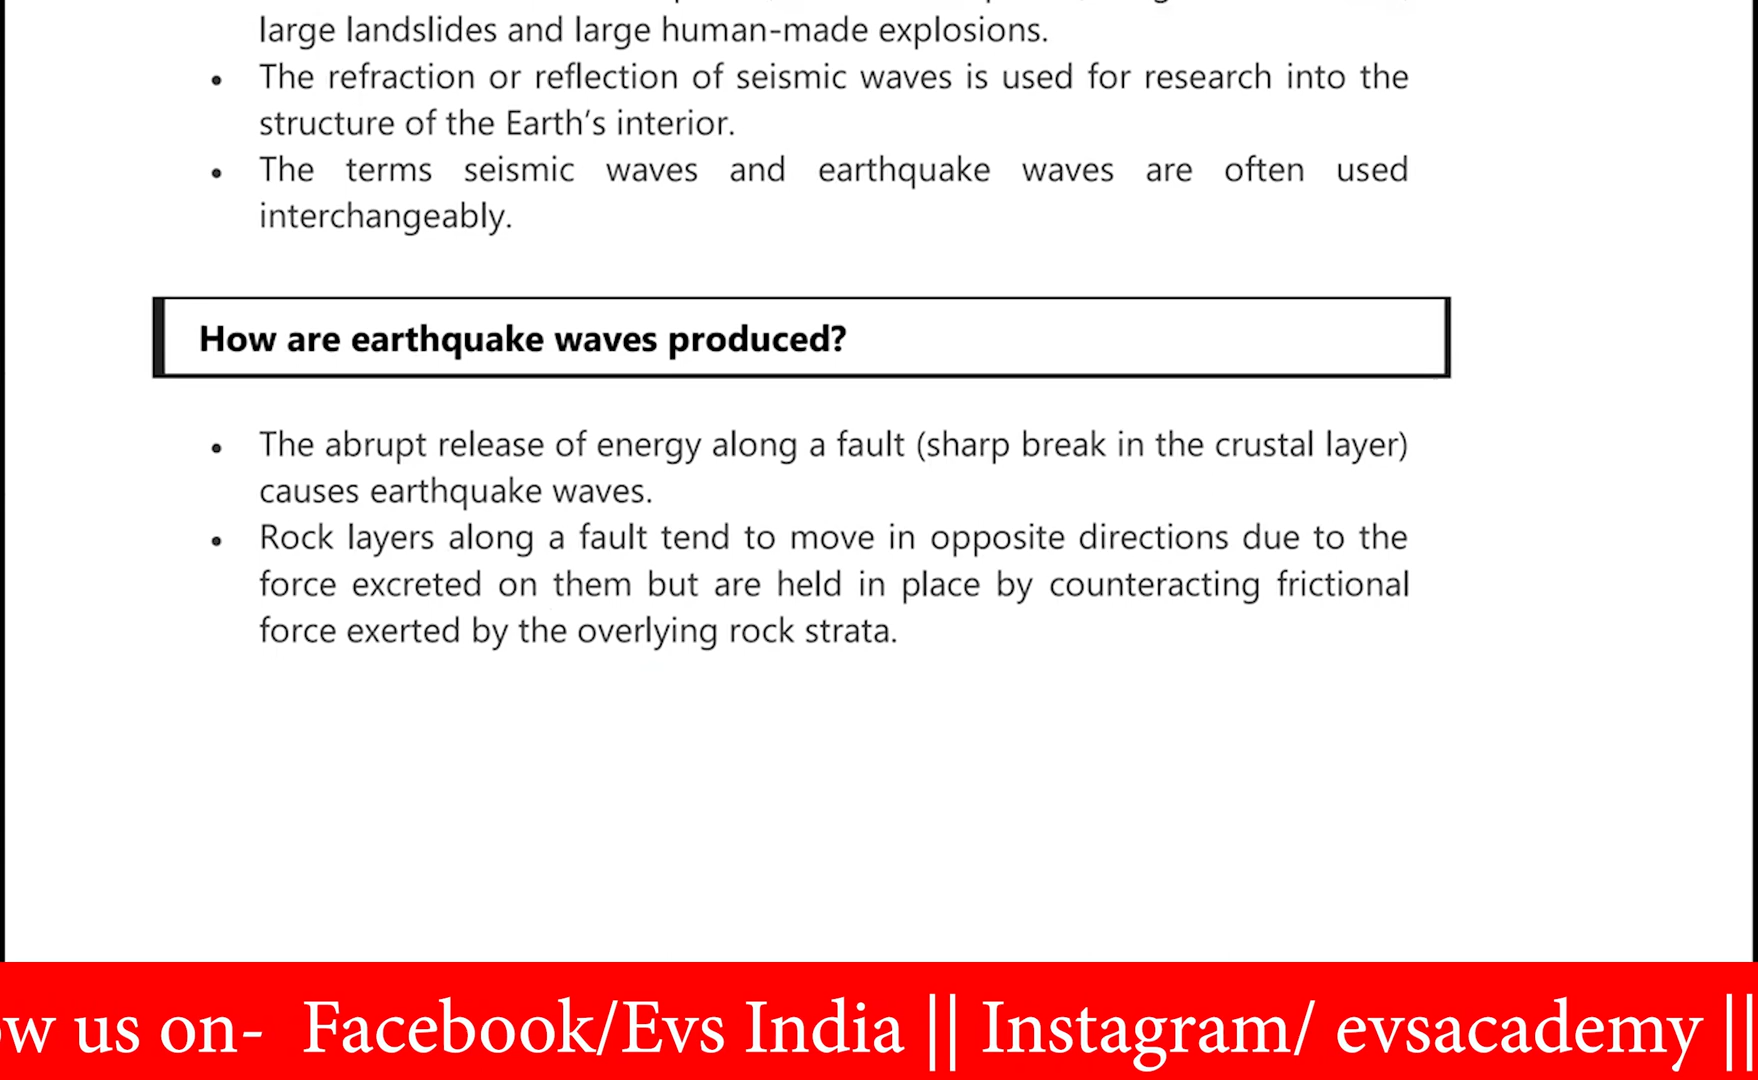 large landslides and large human-made explosions.
• The refraction or reflection of seismic waves is used for research into the
structure of the Earth's interior.
• The terms seismic waves and earthquake waves are often used
interchangeably.
How are earthquake waves produced?
• The abrupt release of energy along a fault (sharp break in the crustal layer)
causes earthquake waves.
• Rock layers along a fault tend to move in opposite directions due to the
force excreted on them but are held in place by counteracting frictional
force exerted by the overlying rock strata.
ow us on- Facebook/Evs India || Instagram/ evsacademy ||